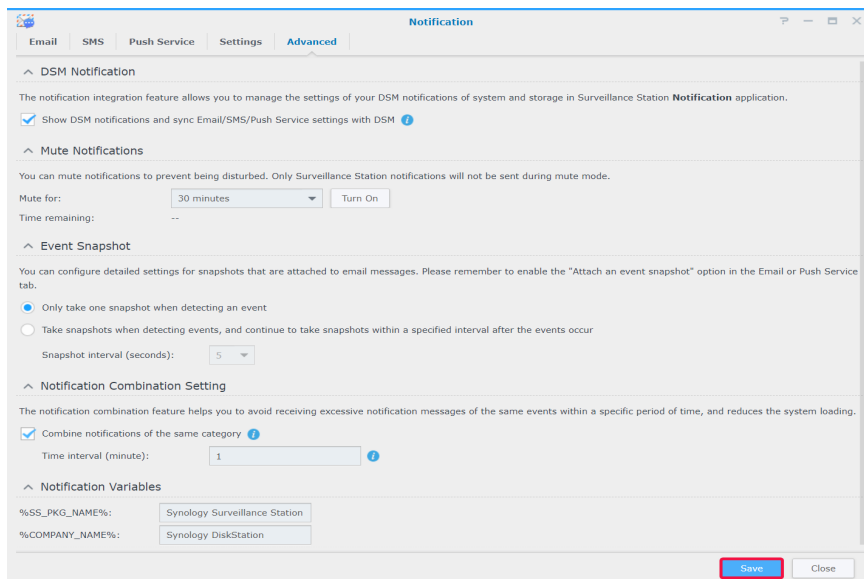 Notification
Email SMS Push Service Settings Advanced
DSM Notification
The notification integration feature allows you to manage the settings of your DSM notifications of system and storage in Surveillance Station Notification application.
Show DSM notifications and sync Email/SMS/Push Service settings with DSM
Mute Notifications
You can mute notifications to prevent being disturbed. Only Surveillance Station notifications will not be sent during mute mode.
Mute for: 30 minutes Turn On
Time remaining: --
Event Snapshot
You can configure detailed settings for snapshots that are attached to email messages. Please remember to enable the "Attach an event snapshot" option in the Email or Push Service
tab.
Only take one snapshot when detecting an event
Take snapshots when detecting events, and continue to take snapshots within a specified interval after the events occur
Snapshot interval (seconds): 5
Notification Combination Setting
The notification combination feature helps you to avoid receiving excessive notification messages of the same events within a specific period of time, and reduces the system loading.
Combine notifications of the same category
Time interval (minute): 1
Notification Variables
%SS_PKG_NAME%: Synology Surveillance Station
%COMPANY_NAME%: Synology DiskStation
Save Close